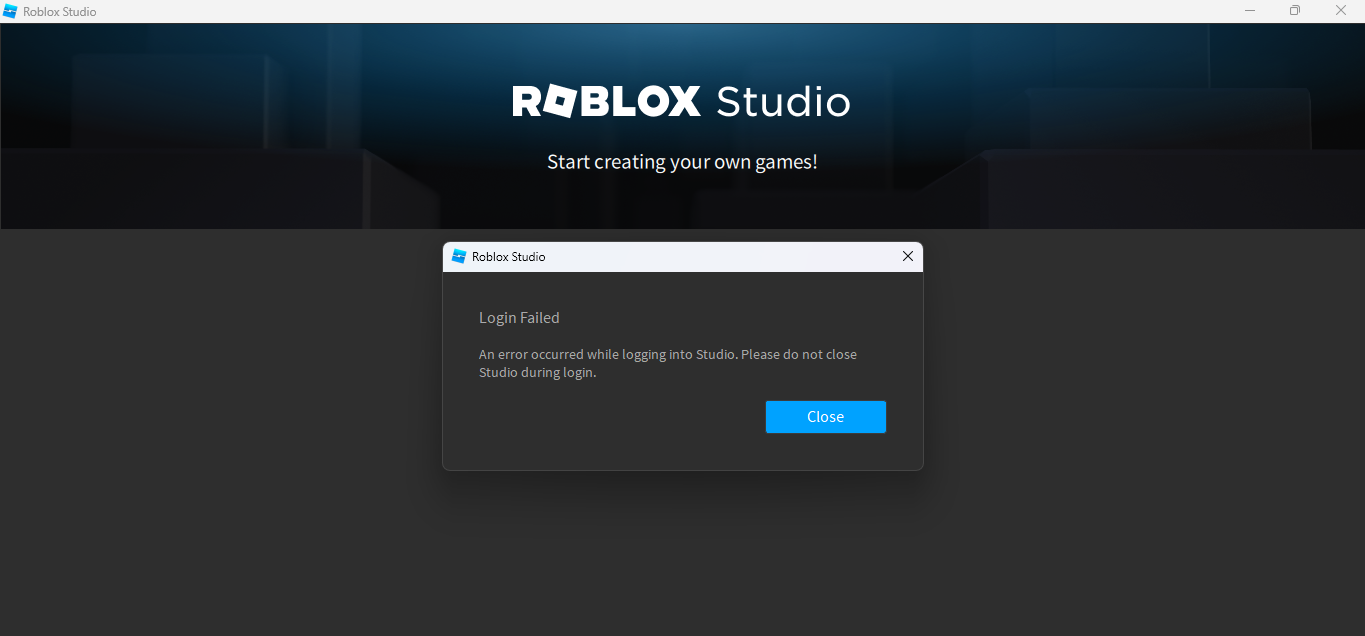 Roblox Studio
ROBLOX Studio
Start creating your own games!
Roblox Studio
Login Failed
An error occurred while logging into Studio. Please do not close
Studio during login.
Close